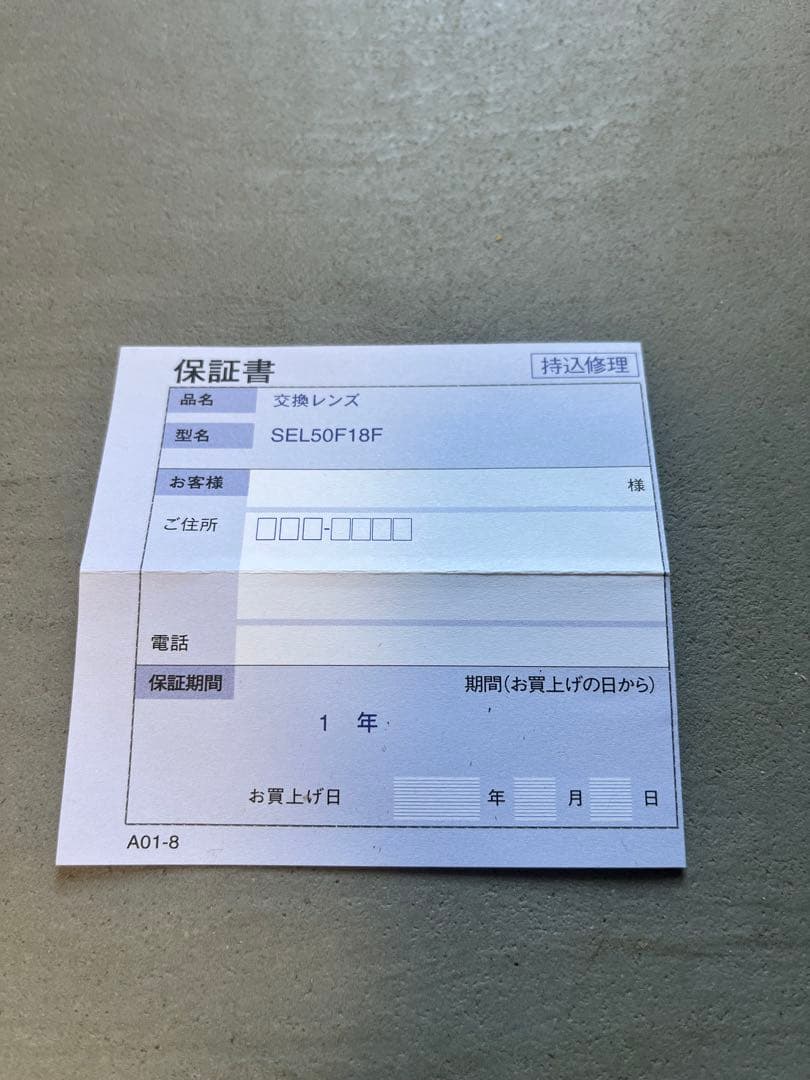 保証書 持込修理
品名 交換レンズ
型名 SEL50F18F
お客様 様
ご住所 □□□-□□□□
電話
保証期間 期間(お買上げの日から)
1 年
お買上げ日 年 月 日
A01-8